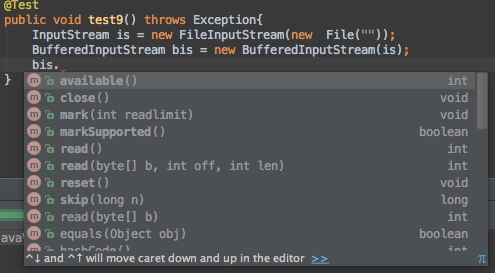 @Test
public void test9() throws Exception{
InputStream is = new FileInputStream(new File(""));
BufferedInputStream bis = new BufferedInputStream(is);
bis.
}
m available() int
m close() void
m mark(int readlimit) void
m markSupported() boolean
m read() int
m read(byte[] b, int off, int len) int
m reset() void
m skip(long n) long
m read(byte[] b) int
m equals(Object obj) boolean
m hashCode() int
^↓ and ^↑ will move caret down and up in the editor >> π
ava